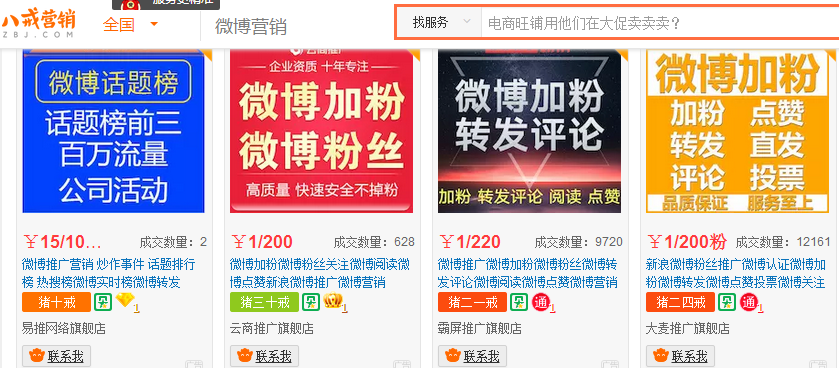 服务更精准
八戒营销
ZBJ.COM
全国
微博营销
找服务
电商旺铺用他们在大促卖卖卖？
微博话题榜
话题榜前三
百万流量
公司活动
￥15/10…
成交数量：2
微博推广营销 炒作事件 话题排行
榜 热搜榜微博实时榜微博转发
猪十戒
1
易推网络旗舰店
联系我
企业资质 十年专注
微博加粉
微博粉丝
高质量 快速安全不掉粉
￥1/200
成交数量：628
微博加粉微博粉丝关注微博阅读微
博点赞新浪微博推广微博营销
猪三十戒
1
云商推广旗舰店
联系我
微博加粉
转发评论
加粉 转发评论 阅读 点赞
￥1/220
成交数量：9720
微博推广微博加粉微博粉丝微博转
发评论微博阅读微博点赞微博营销
猪二一戒
通
1
霸屏推广旗舰店
联系我
微博加粉
加粉 点赞
转发 直发
评论 投票
品质保证 服务至上
￥1/200粉
成交数量：12161
新浪微博粉丝推广微博认证微博加
粉微博转发微博点赞投票微博关注
猪二四戒
通
1
大麦推广旗舰店
联系我